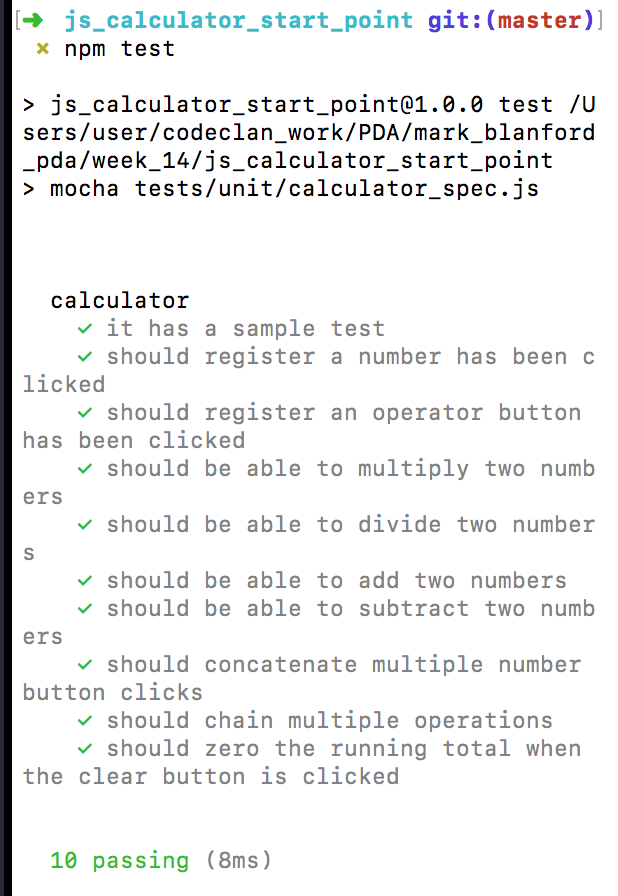 [➜  js_calculator_start_point git:(master)]
 ✗ npm test
> js_calculator_start_point@1.0.0 test /U
sers/user/codeclan_work/PDA/mark_blanford
_pda/week_14/js_calculator_start_point
> mocha tests/unit/calculator_spec.js
calculator
✓ it has a sample test
✓ should register a number has been c
licked
✓ should register an operator button
has been clicked
✓ should be able to multiply two numb
ers
✓ should be able to divide two number
s
✓ should be able to add two numbers
✓ should be able to subtract two numb
ers
✓ should concatenate multiple number
button clicks
✓ should chain multiple operations
✓ should zero the running total when
the clear button is clicked
10 passing (8ms)